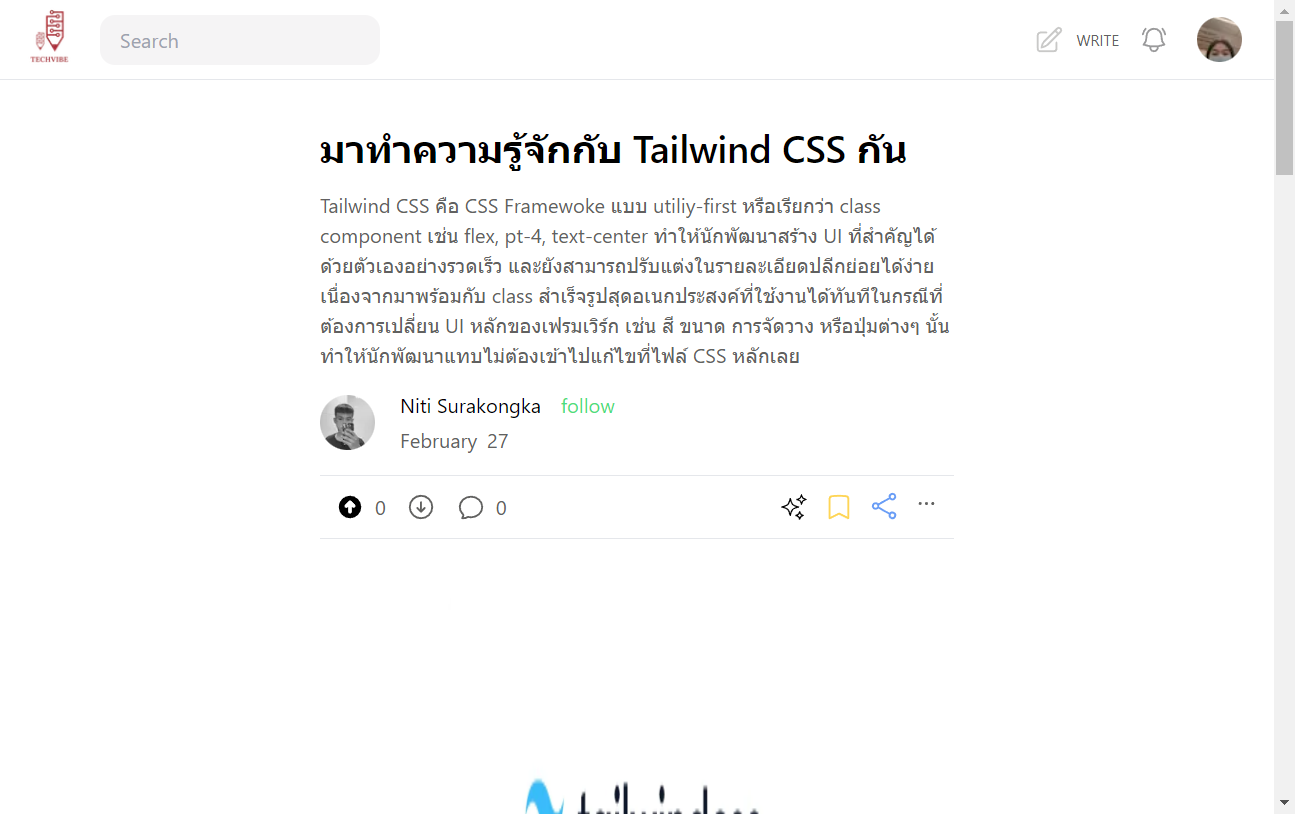 TECHVIBE
Search
WRITE
มาทำความรู้จักกับ Tailwind CSS กัน
Tailwind CSS คือ CSS Framewoke แบบ utiliy-first หรือเรียกว่า class
component เช่น flex, pt-4, text-center ทำให้นักพัฒนาสร้าง UI ที่สำคัญได้
ด้วยตัวเองอย่างรวดเร็ว และยังสามารถปรับแต่งในรายละเอียดปลีกย่อยได้ง่าย
เนื่องจากมาพร้อมกับ class สำเร็จรูปสุดอเนกประสงค์ที่ใช้งานได้ทันทีในกรณีที่
ต้องการเปลี่ยน UI หลักของเฟรมเวิร์ก เช่น สี ขนาด การจัดวาง หรือปุ่มต่างๆ นั้น
ทำให้นักพัฒนาแทบไม่ต้องเข้าไปแก้ไขที่ไฟล์ CSS หลักเลย
Niti Surakongka follow
February 27
0 0